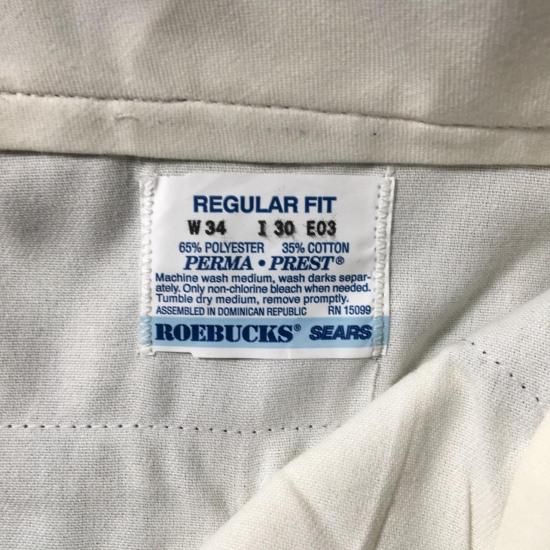 REGULAR FIT
W 34 I 30 E03
65% POLYESTER 35% COTTON
PERMA • PREST®
Machine wash medium, wash darks separ-
ately. Only non-chlorine bleach when needed.
Tumble dry medium, remove promptly.
ASSEMBLED IN DOMINICAN REPUBLIC RN 15099
ROEBUCKS® SEARS